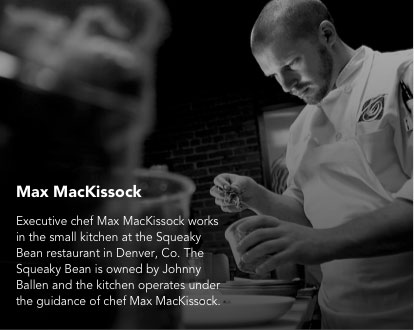 Max MacKissock
Executive chef Max MacKissock works
in the small kitchen at the Squeaky
Bean restaurant in Denver, Co. The
Squeaky Bean is owned by Johnny
Ballen and the kitchen operates under
the guidance of chef Max MacKissock.